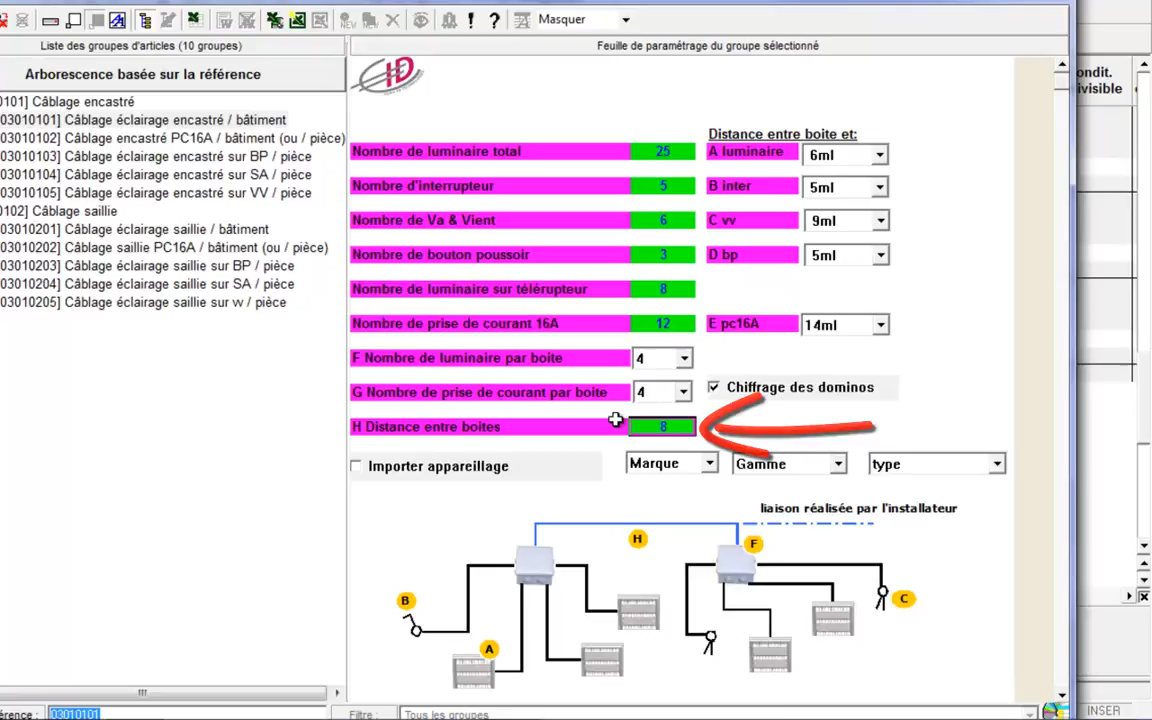 Masquer
Liste des groupes d'articles (10 groupes)
Feuille de paramétrage du groupe sélectionné
Arborescence basée sur la référence
ondit.
ivisible
0101] Câblage encastré
03010101] Câblage éclairage encastré / bâtiment
03010102] Câblage encastré PC16A / bâtiment (ou / pièce)
03010103] Câblage éclairage encastré sur BP / pièce
03010104] Câblage éclairage encastré sur SA / pièce
03010105] Câblage éclairage encastré sur VV / pièce
0102] Câblage saillie
03010201] Câblage éclairage saillie / bâtiment
03010202] Câblage saillie PC16A / bâtiment (ou / pièce)
03010203] Câblage éclairage saillie sur BP / pièce
03010204] Câblage éclairage saillie sur SA / pièce
03010205] Câblage éclairage saillie sur vv / pièce
ID
Distance entre boite et:
Nombre de luminaire total 25 A luminaire 6ml
Nombre d'interrupteur 5 B inter 5ml
Nombre de Va & Vient 6 C vv 9ml
Nombre de bouton poussoir 3 D bp 5ml
Nombre de luminaire sur télérupteur 8
Nombre de prise de courant 16A 12 E pc16A 14ml
F Nombre de luminaire par boite 4
G Nombre de prise de courant par boite 4 Chiffrage des dominos
H Distance entre boites 8
Importer appareillage Marque Gamme type
liaison réalisée par l'installateur
H
F
B
C
A
érence : 03010101
Filtre : Tous les groupes
INSER